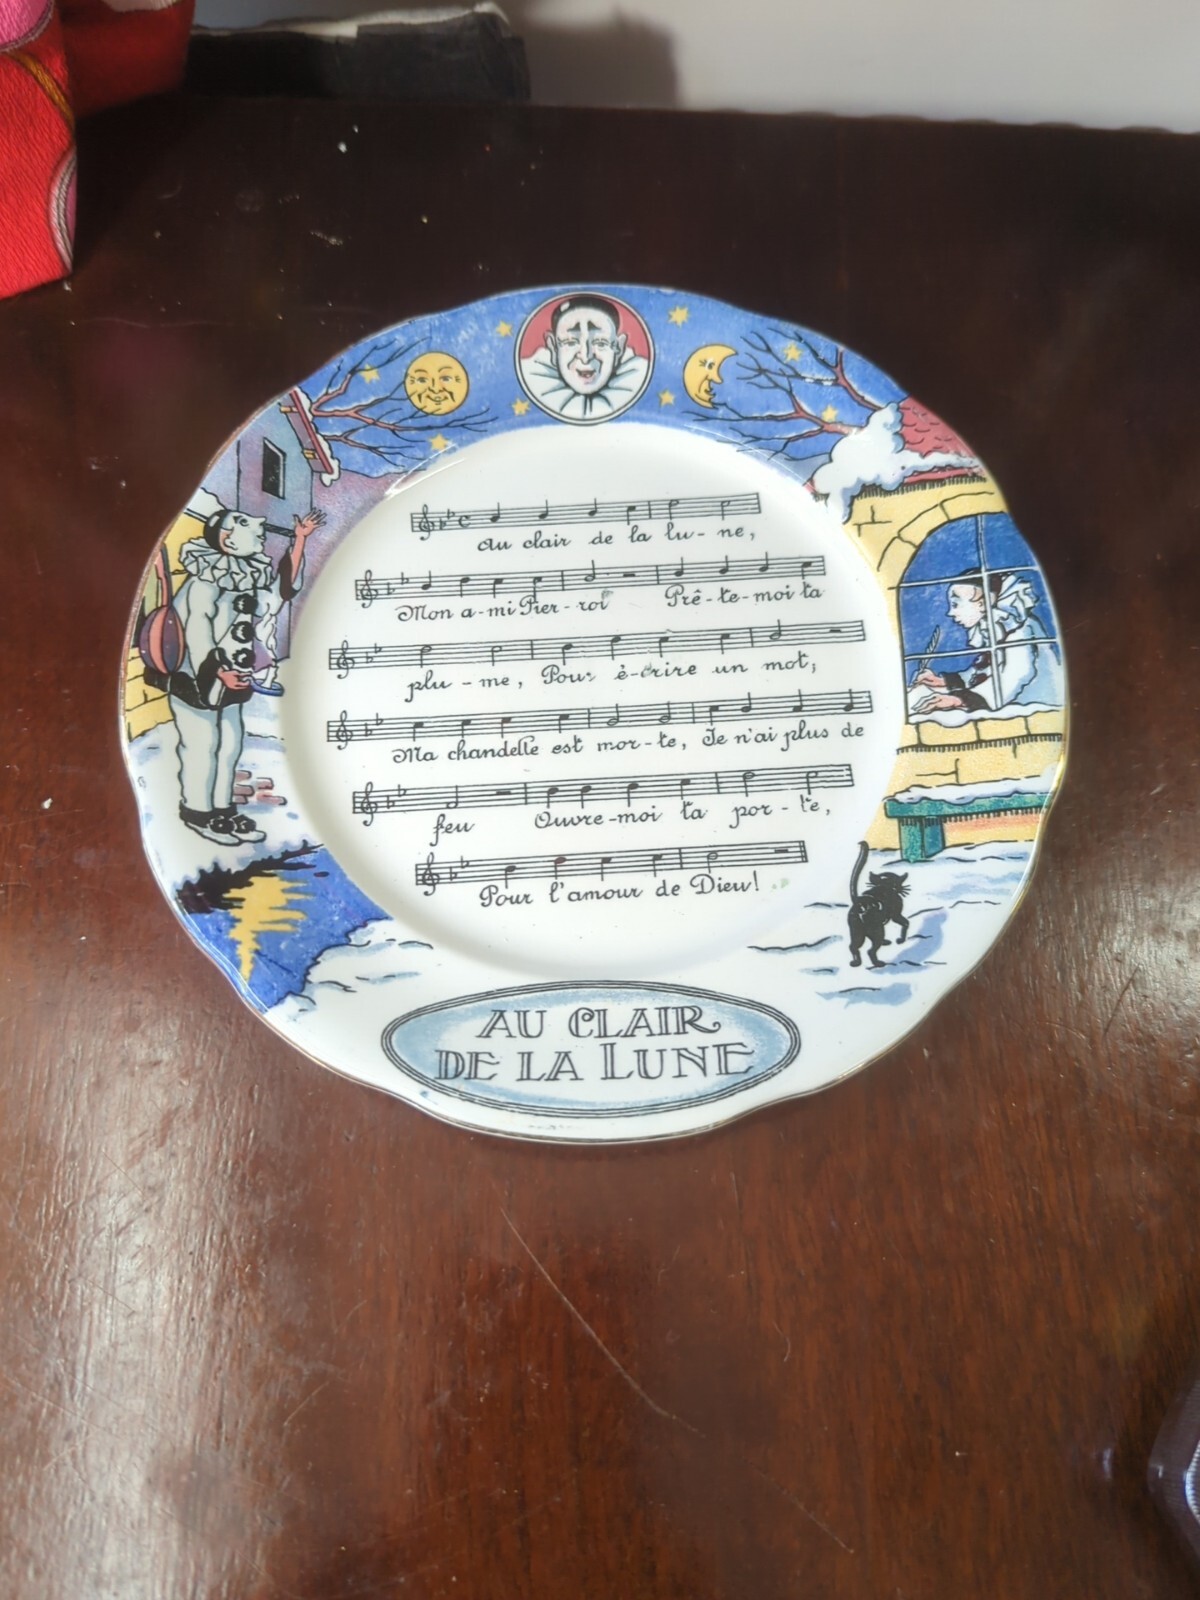 Au clair de la lu- ne,
Mon a-mi Pier-roi Prê-te-moi ta
plu-me, Pour è-crire un mot;
Ma chandelle est mor-te, Je n'ai plus de
feu Ouvre-moi ta por-te,
Pour l'amour de Dieu!
AU CLAIR
DE LA LUNE